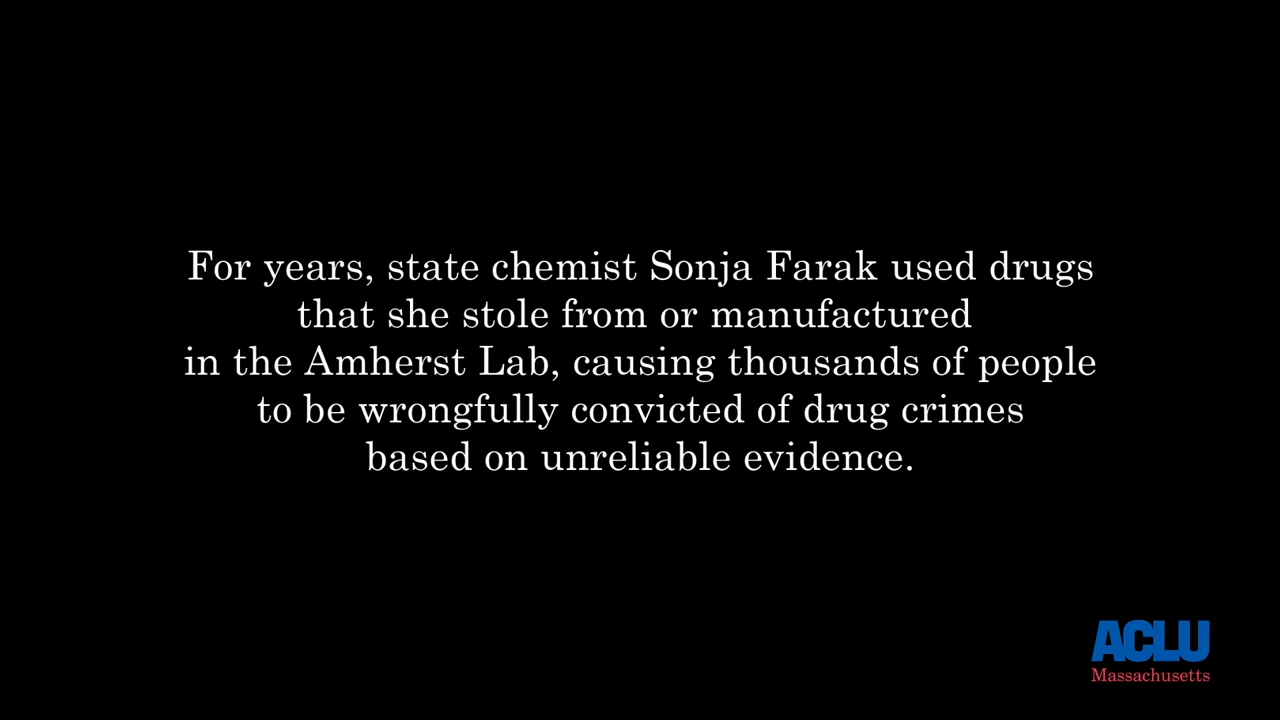 For years, state chemist Sonja Farak used drugs
that she stole from or manufactured
in the Amherst Lab, causing thousands of people
to be wrongfully convicted of drug crimes
based on unreliable evidence.
ACLU
Massachusetts